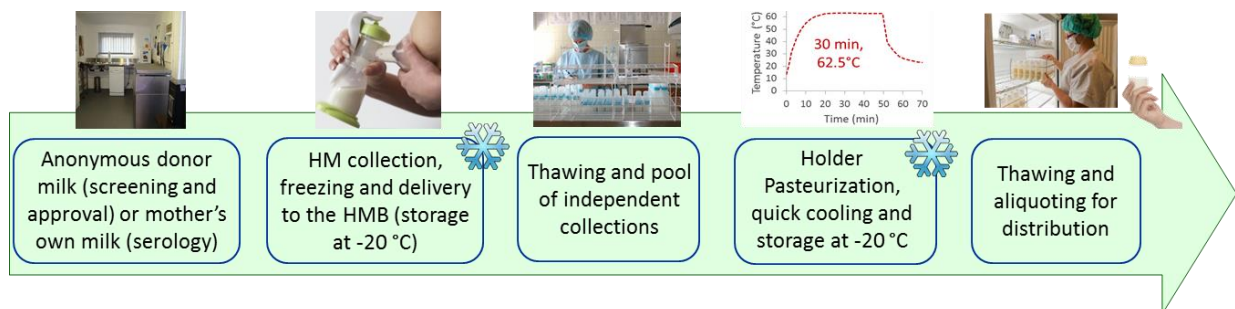 Temperature (°C)
60
50
40
30
20
10
0
30 min,
62.5°C
0 10 20 30 40 50 60 70
Time (min)
Anonymous donor
milk (screening and
approval) or mother's
own milk (serology)
HM collection,
freezing and delivery
to the HMB (storage
at -20 °C)
Thawing and pool
of independent
collections
Holder
Pasteurization,
quick cooling and
storage at -20 °C
Thawing and
aliquoting for
distribution